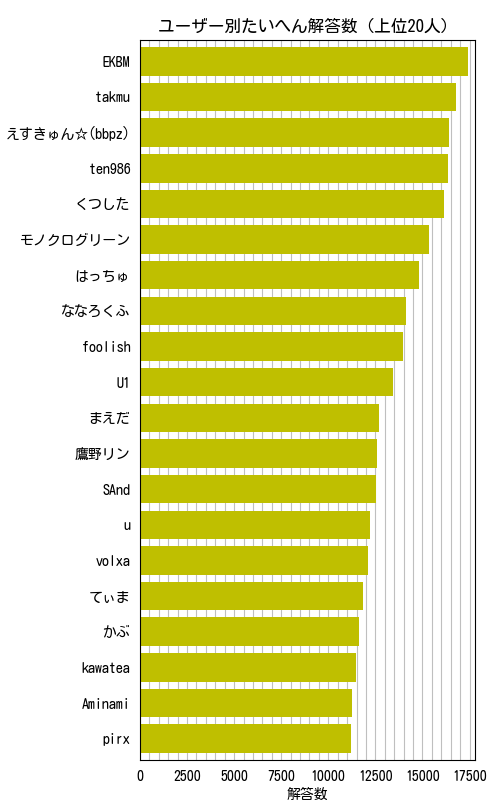 ユーザー別たいへん解答数 (上位20人)
EKBM
takmu
えすきゅん☆(bbpz)
ten986
くつした
モノクログリーン
はっちゅ
ななろくふ
foolish
U1
まえだ
鷹野リン
SAnd
u
volxa
てぃま
かぶ
kawatea
Aminami
pirx
0 2500 5000 7500 10000 12500 15000 17500
解答数